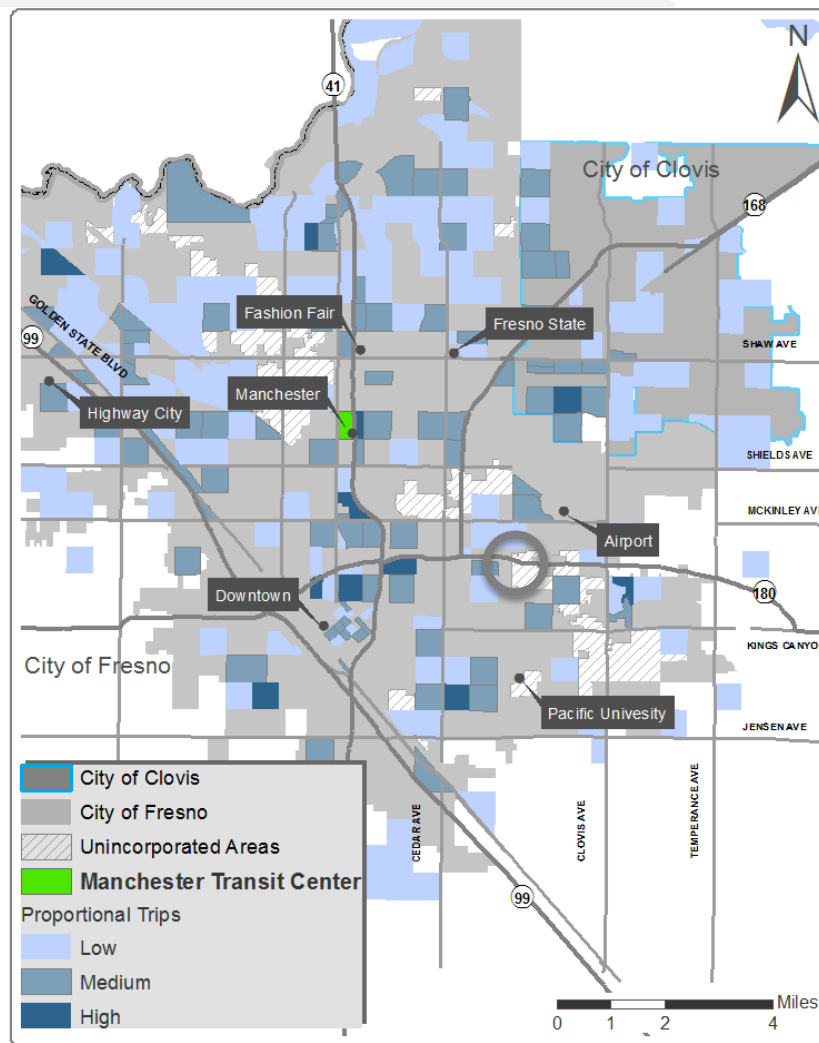 N
41
City of Clovis
168
GOLDEN STATE BLVD
Fashion Fair
Fresno State
99
SHAW AVE
Highway City
Manchester
SHIELDS AVE
MCKINLEY AVE
Airport
Downtown
180
KINGS CANYO
City of Fresno
Pacific Univesity
JENSEN AVE
City of Clovis
City of Fresno
Unincorporated Areas
Manchester Transit Center
Proportional Trips
Low
Medium
High
CEDAR AVE
CLOVIS AVE
TEMPERANCE AVE
99
Miles
0 1 2 4